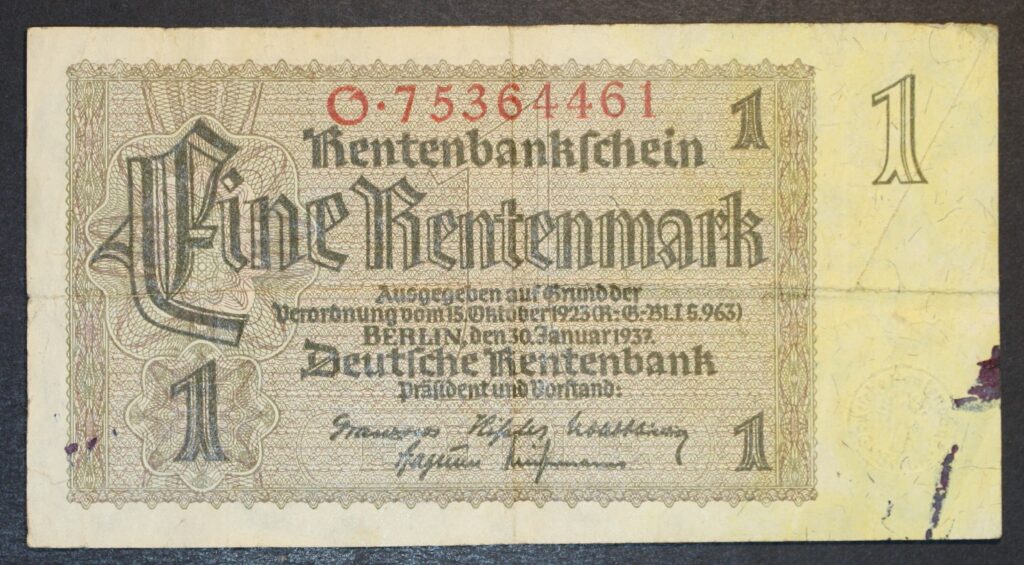 O·75364461
1
1
Rentenbankschein
Eine Rentenmark
Ausgegeben auf Grund der
Verordnung vom 15. Oktober 1923 (R-G-Bl. I S. 963)
BERLIN, den 30. Januar 1937.
Deutsche Rentenbank
Präsident und Vorstand:
1
1